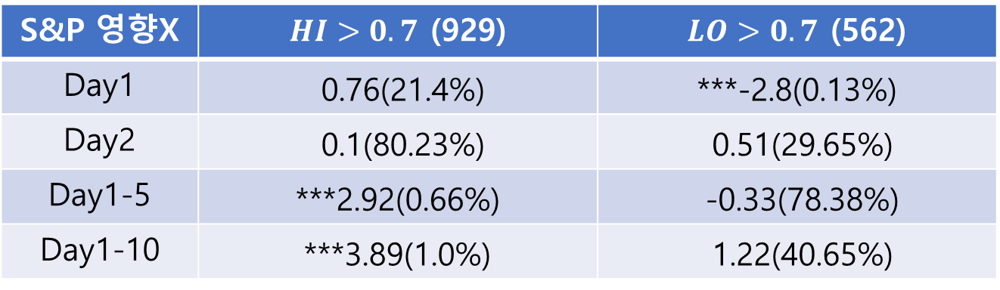 S&P 영향X HI > 0.7 (929) LO > 0.7 (562)
Day1 0.76(21.4%) ***-2.8(0.13%)
Day2 0.1(80.23%) 0.51(29.65%)
Day1-5 ***2.92(0.66%) -0.33(78.38%)
Day1-10 ***3.89(1.0%) 1.22(40.65%)